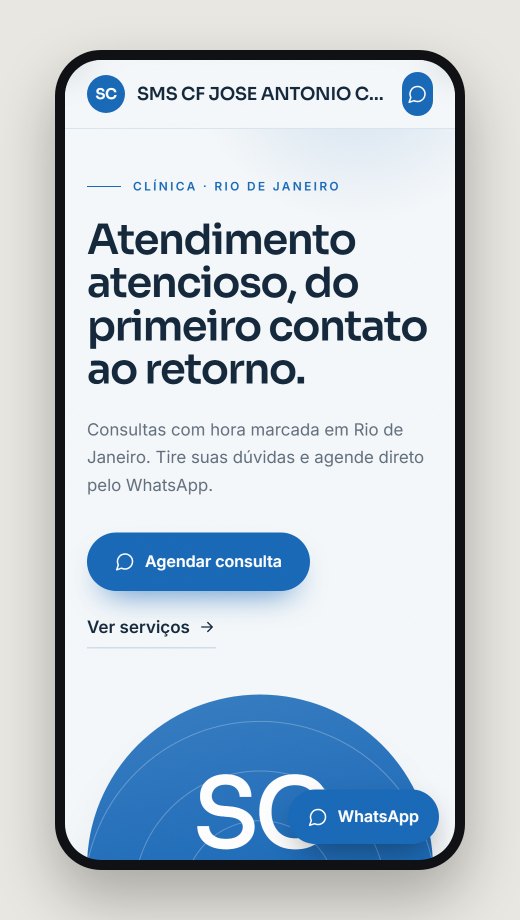 SC SMS CF JOSE ANTONIO C...
CLÍNICA · RIO DE JANEIRO
Atendimento
atencioso, do
primeiro contato
ao retorno.
Consultas com hora marcada em Rio de
Janeiro. Tire suas dúvidas e agende direto
pelo WhatsApp.
Agendar consulta
Ver serviços →
SC
WhatsApp